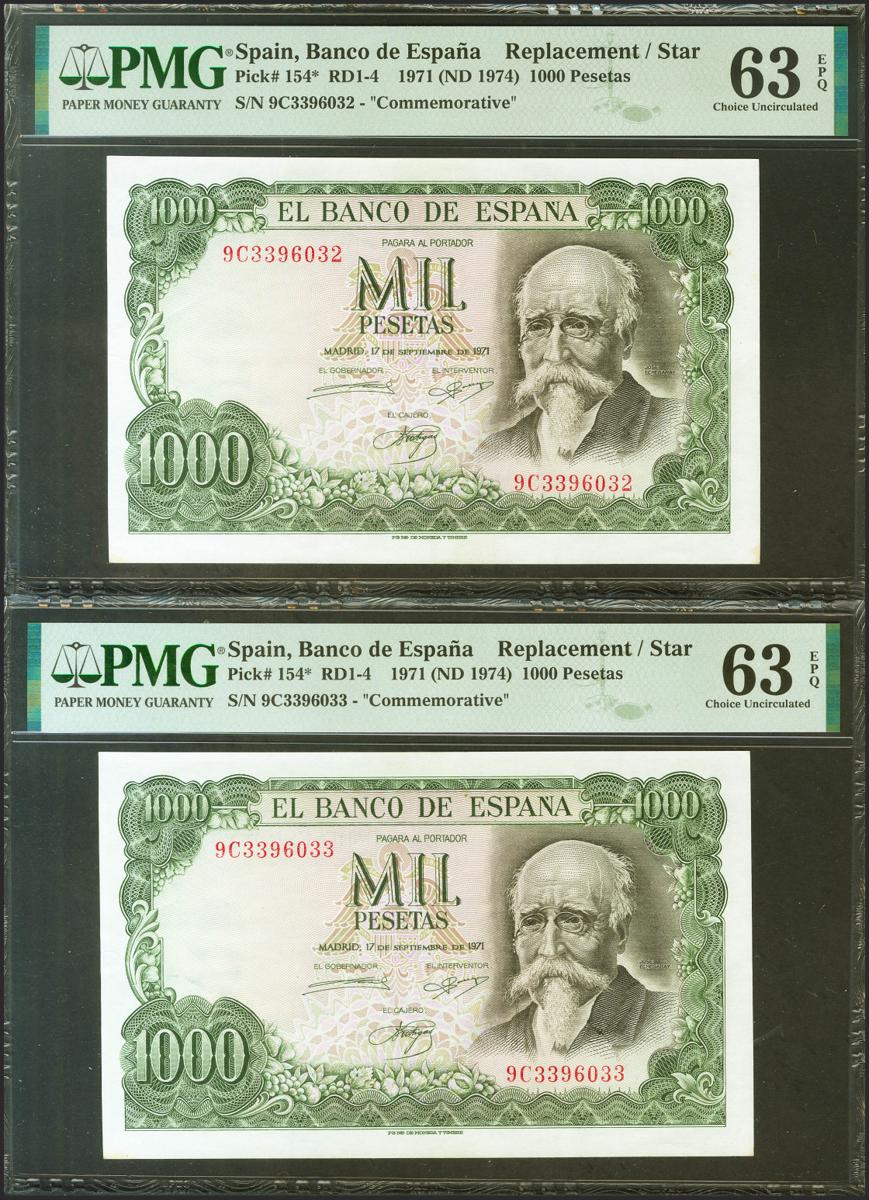 PMG® Spain, Banco de España Replacement / Star 63 EPQ
Pick# 154* RD1-4 1971 (ND 1974) 1000 Pesetas
PAPER MONEY GUARANTY S/N 9C3396032 - "Commemorative" Choice Uncirculated
1000 EL BANCO DE ESPAÑA 1000
PAGARA AL PORTADOR
9C3396032
MIL
PESETAS
MADRID, 17 DE SEPTIEMBRE DE 1971
EL GOBERNADOR EL INTERVENTOR
JOSÉ
ECHEGARAY
EL CAJERO
1000
9C3396032
PMG® Spain, Banco de España Replacement / Star 63 EPQ
Pick# 154* RD1-4 1971 (ND 1974) 1000 Pesetas
PAPER MONEY GUARANTY S/N 9C3396033 - "Commemorative" Choice Uncirculated
1000 EL BANCO DE ESPAÑA 1000
PAGARA AL PORTADOR
9C3396033
MIL
PESETAS
MADRID, 17 DE SEPTIEMBRE DE 1971
EL GOBERNADOR EL INTERVENTOR
JOSÉ
ECHEGARAY
EL CAJERO
1000
9C3396033